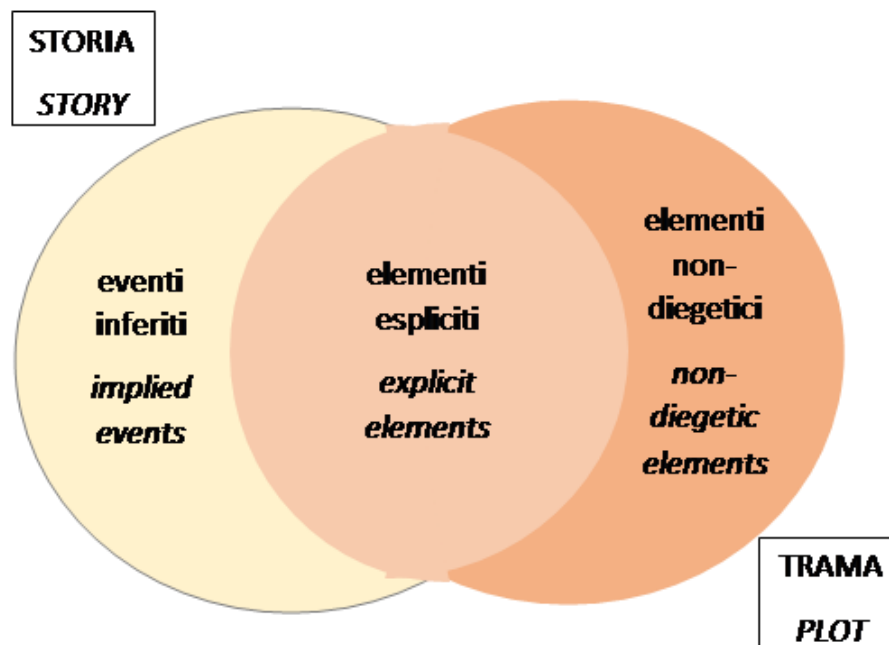 STORIA
STORY
eventi
inferiti
implied
events
elementi
espliciti
explicit
elements
elementi
non-
diegetici
non-
diegetic
elements
TRAMA
PLOT